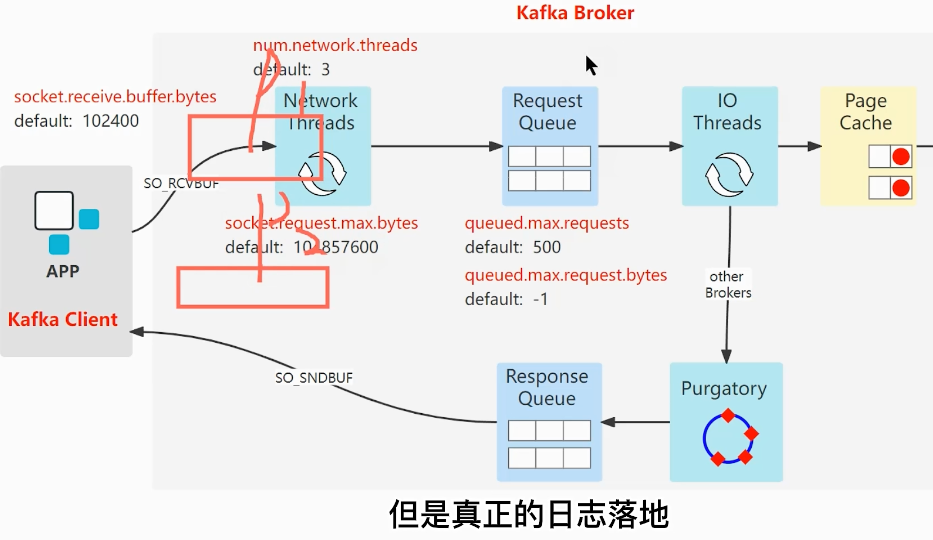 Kafka Broker
num.network.threads
default: 3
socket.receive.buffer.bytes
default: 102400
Network
Threads
Request
Queue
IO
Threads
Page
Cache
SO_RCVBUF
APP
Kafka Client
socket.request.max.bytes
default: 104857600
queued.max.requests
default: 500
queued.max.request.bytes
default: -1
other
Brokers
SO_SNDBUF
Response
Queue
Purgatory
P1
P2
但是真正的日志落地